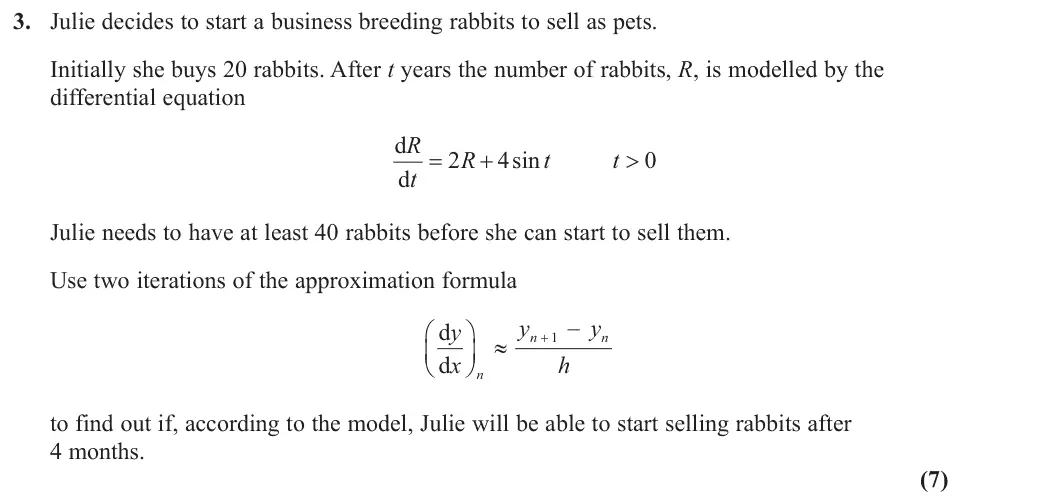 3. Julie decides to start a business breeding rabbits to sell as pets.
Initially she buys 20 rabbits. After t years the number of rabbits, R, is modelled by the
differential equation
dR/dt = 2R + 4 sin t    t > 0
Julie needs to have at least 40 rabbits before she can start to sell them.
Use two iterations of the approximation formula
(dy/dx)ₙ ≈ (yₙ₊₁ − yₙ)/h
to find out if, according to the model, Julie will be able to start selling rabbits after
4 months.
(7)